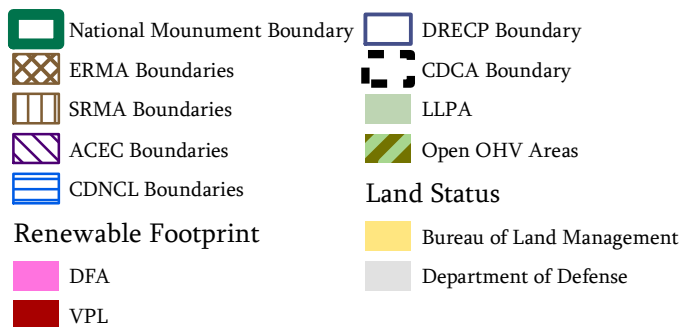 National Mounument Boundary
ERMA Boundaries
SRMA Boundaries
ACEC Boundaries
CDNCL Boundaries
Renewable Footprint
DFA
VPL
DRECP Boundary
CDCA Boundary
LLPA
Open OHV Areas
Land Status
Bureau of Land Management
Department of Defense